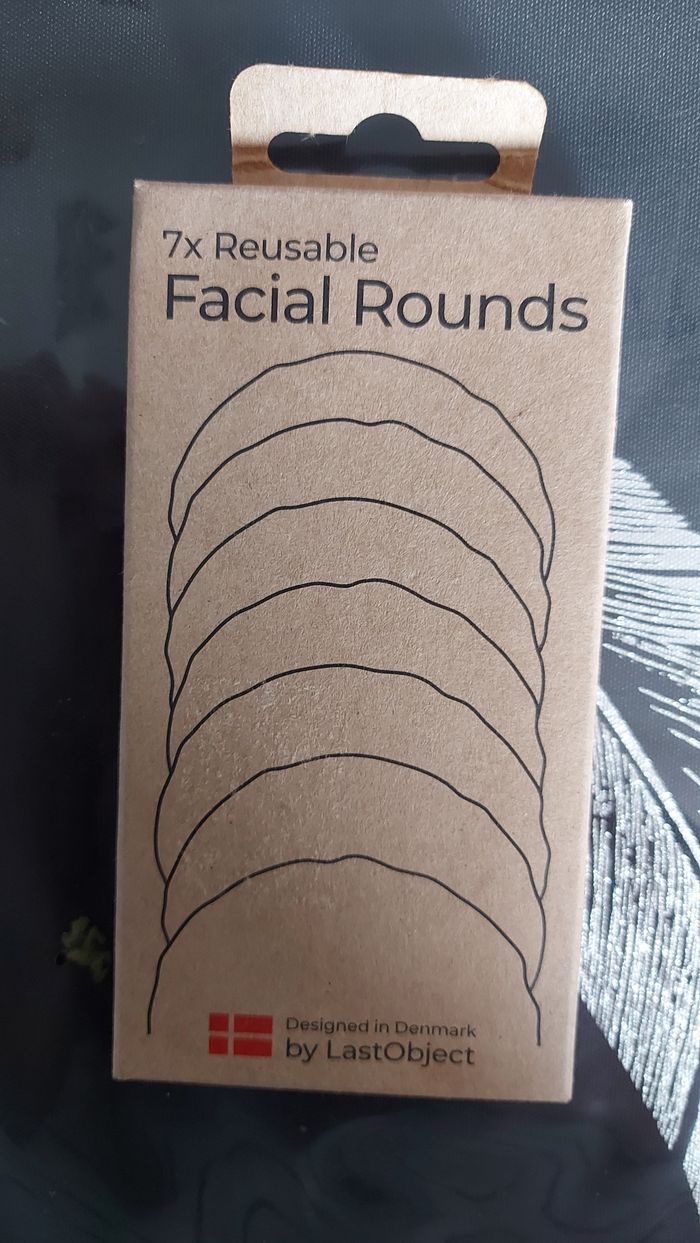 7x Reusable
Facial Rounds
Designed in Denmark
by LastObject